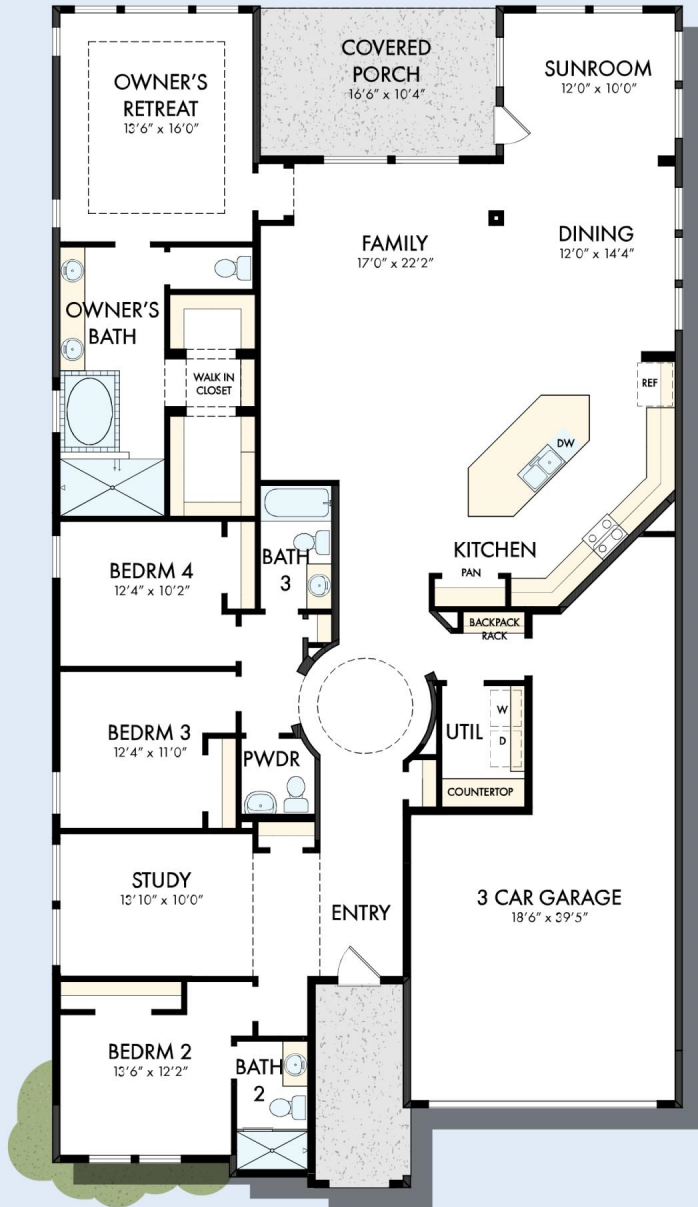 OWNER'S
RETREAT
13'6" x 16'0"
COVERED
PORCH
16'6" x 10'4"
SUNROOM
12'0" x 10'0"
FAMILY
17'0" x 22'2"
DINING
12'0" x 14'4"
OWNER'S
BATH
WALK IN
CLOSET
REF
DW
KITCHEN
PAN
BEDRM 4
12'4" x 10'2"
BATH
3
BACKPACK
RACK
BEDRM 3
12'4" x 11'0"
PWDR
UTIL
W
D
COUNTERTOP
STUDY
13'10" x 10'0"
ENTRY
3 CAR GARAGE
18'6" x 39'5"
BEDRM 2
13'6" x 12'2"
BATH
2